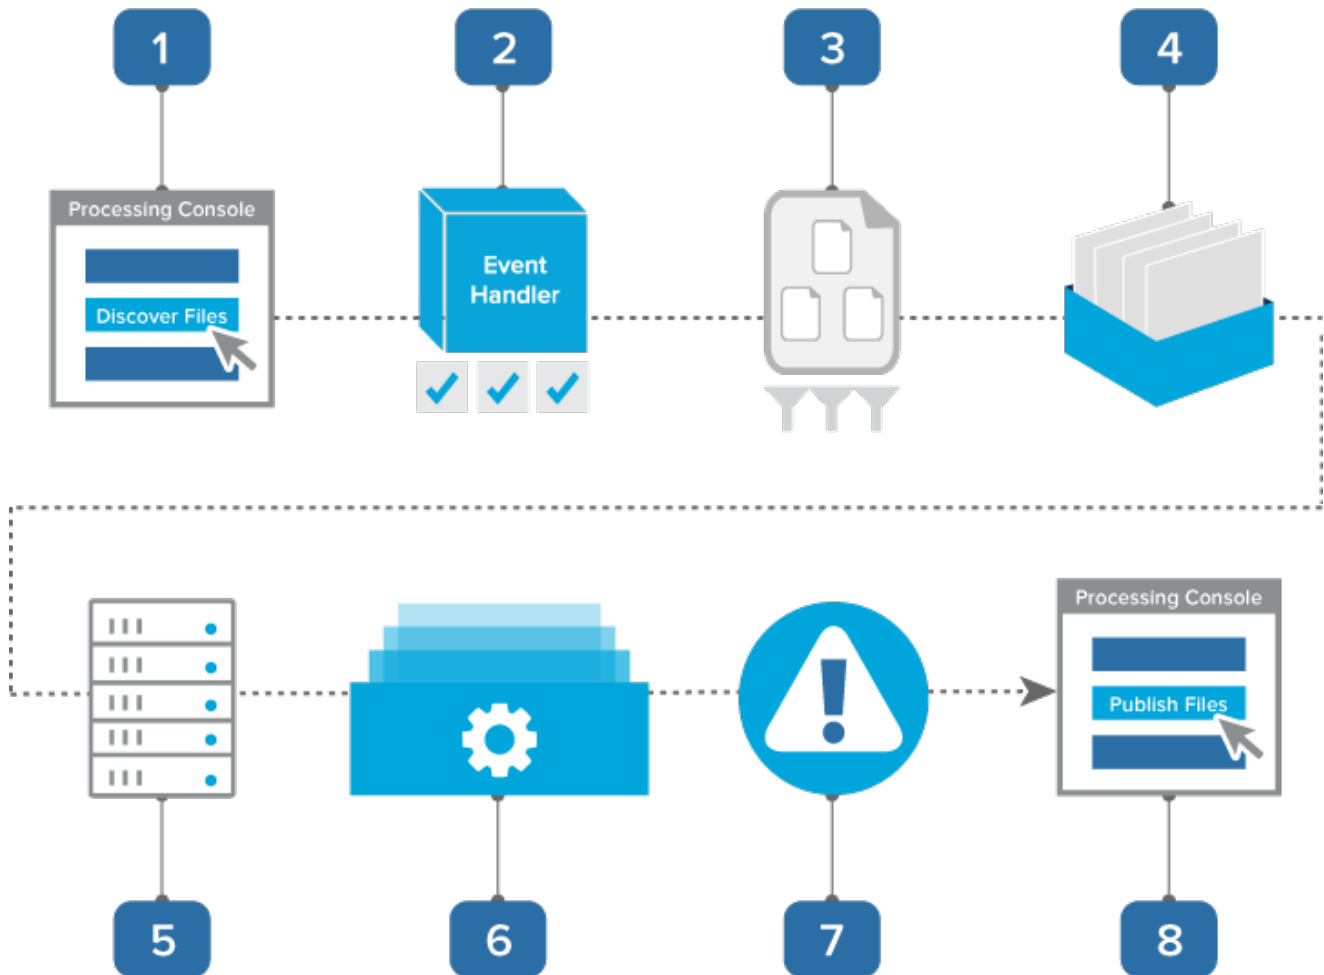 1
2
3
4
Processing Console
Discover Files
Event
Handler
Processing Console
Publish Files
5
6
7
8